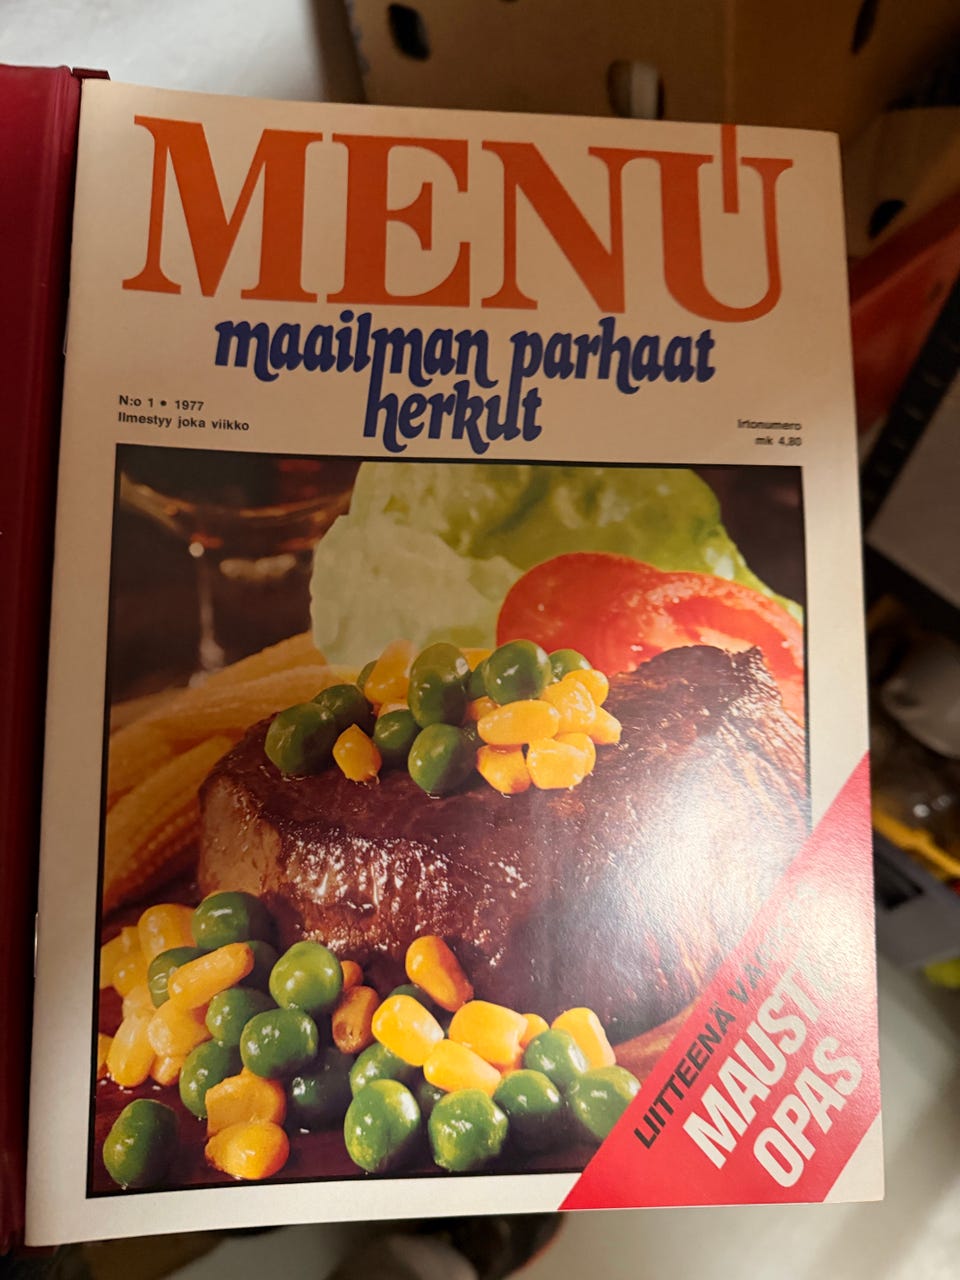 MENU
maailman parhaat
herkut
N:o 1 • 1977
Ilmestyy joka viikko
Irtonumero
mk 4,80
LIITTEENÄ
MAUST
OPAS